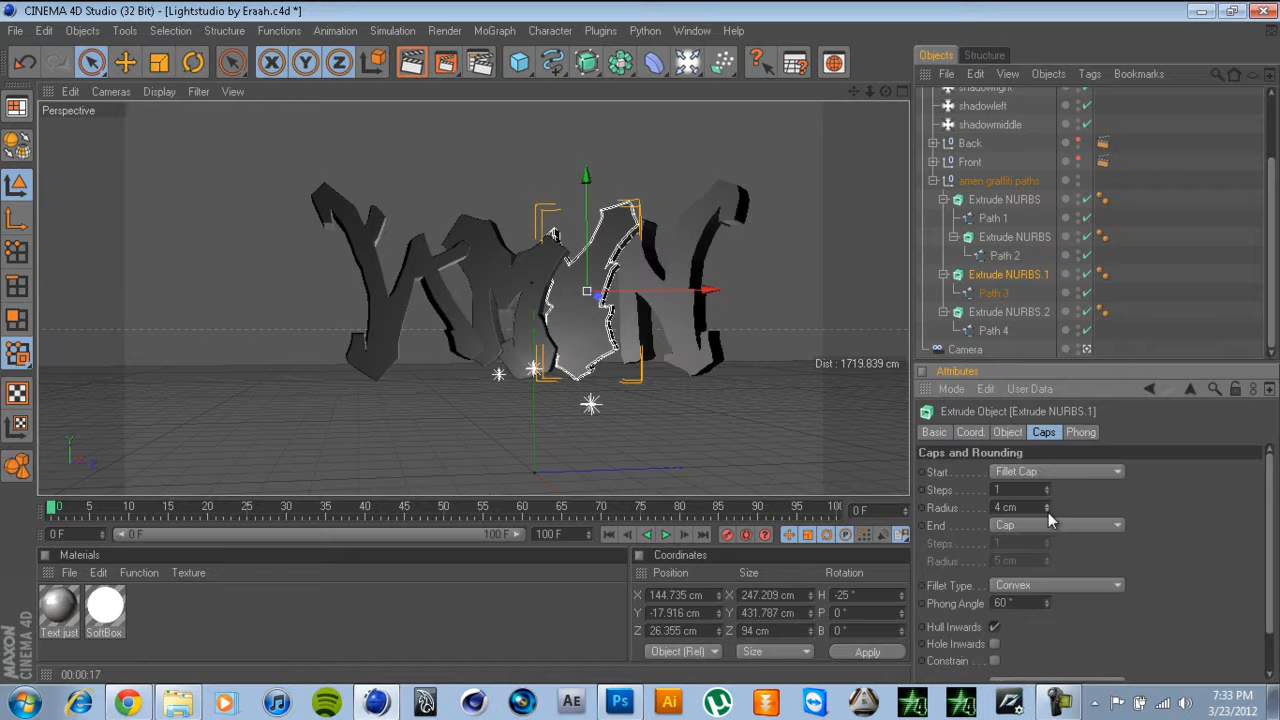 CINEMA 4D Studio (32 Bit) - [Lightstudio by Eraah.c4d *]
File Edit Objects Tools Selection Structure Functions Animation Simulation Render MoGraph Character Plugins Python Window Help
X Y Z
Objects Structure
File Edit View Objects Tags Bookmarks
Edit Cameras Display Filter View
Perspective
shadowright
shadowleft
shadowmiddle
Back
Front
amen graffiti paths
Extrude NURBS
Path 1
Extrude NURBS
Path 2
Extrude NURBS.1
Path 3
Extrude NURBS.2
Path 4
Camera
Dist : 1719.839 cm
Y
Z
Attributes
Mode Edit User Data
Extrude Object [Extrude NURBS.1]
Basic Coord. Object Caps Phong
Caps and Rounding
Start Fillet Cap
Steps 1
Radius 4 cm
End Cap
Steps 1
Radius 5 cm
Fillet Type Convex
Phong Angle 60 °
Hull Inwards
Hole Inwards
Constrain
0 5 10 15 20 25 30 35 40 45 50 55 60 65 70 75 80 85 90 95 100
0 F
0 F 0 F 100 F 100 F
Materials
File Edit Function Texture
Text just SoftBox
Coordinates
Position Size Rotation
X 144.735 cm X 247.209 cm H -25 °
Y -17.916 cm Y 431.787 cm P 0 °
Z 26.355 cm Z 94 cm B 0 °
Object (Rel) Size Apply
MAXON
CINEMA 4D
00:00:17
Ae Ps Ai
7:33 PM
3/23/2012